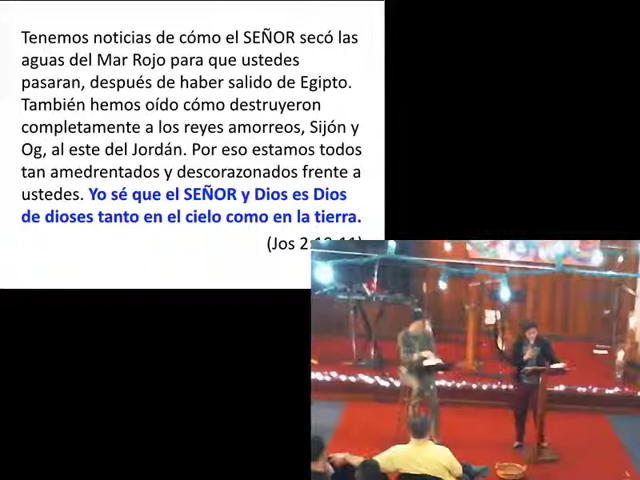 Tenemos noticias de cómo el SEÑOR secó las
aguas del Mar Rojo para que ustedes
pasaran, después de haber salido de Egipto.
También hemos oído cómo destruyeron
completamente a los reyes amorreos, Sijón y
Og, al este del Jordán. Por eso estamos todos
tan amedrentados y descorazonados frente a
ustedes. Yo sé que el SEÑOR y Dios es Dios
de dioses tanto en el cielo como en la tierra.
(Jos